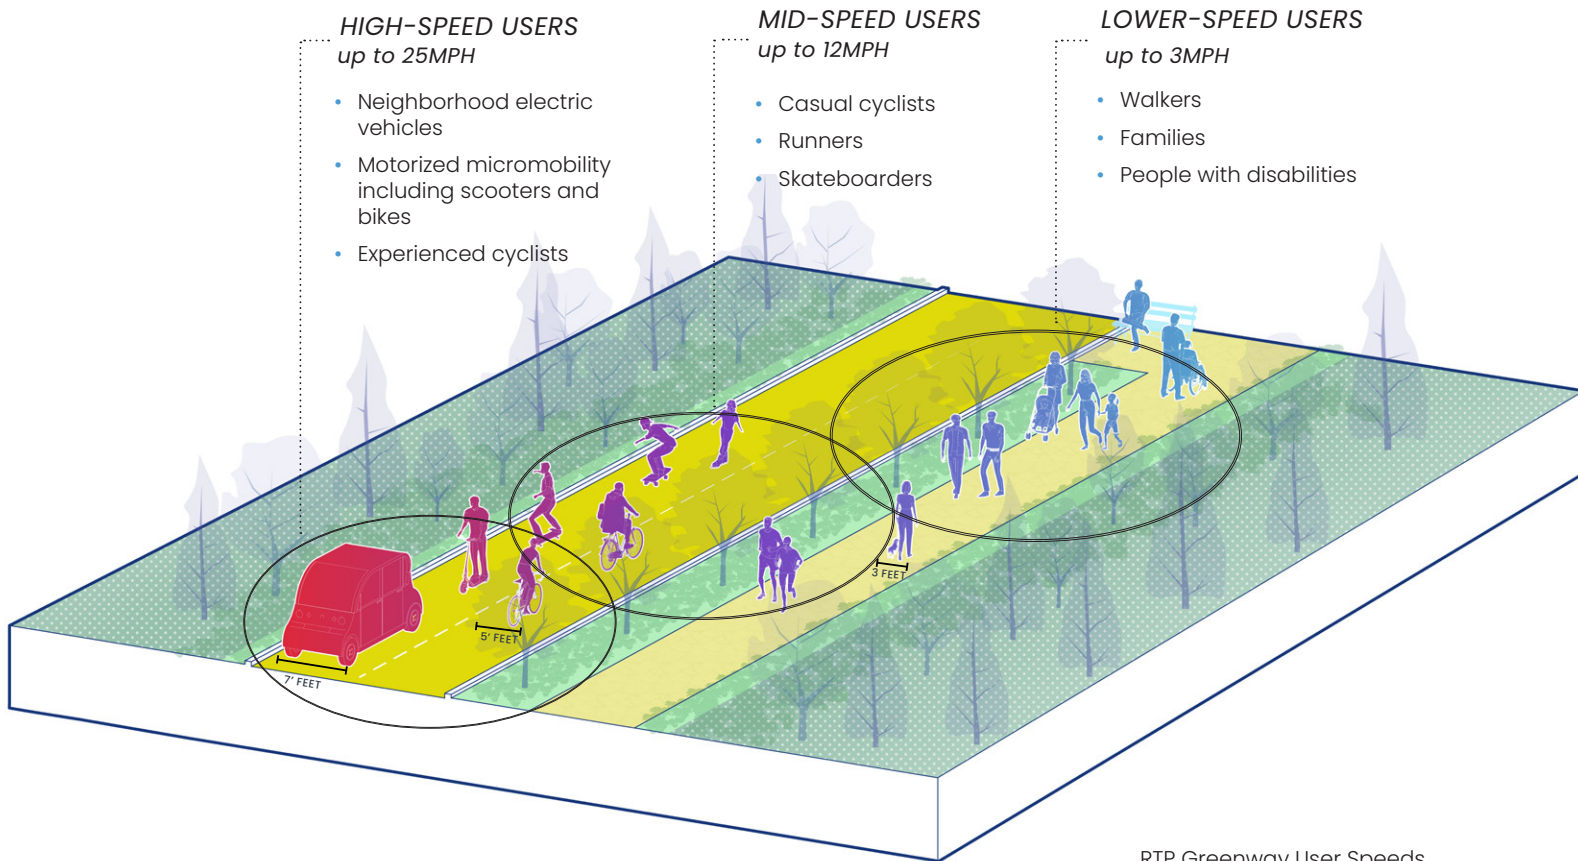 HIGH-SPEED USERS
up to 25MPH
• Neighborhood electric
vehicles
• Motorized micromobility
including scooters and
bikes
• Experienced cyclists
MID-SPEED USERS
up to 12MPH
• Casual cyclists
• Runners
• Skateboarders
LOWER-SPEED USERS
up to 3MPH
• Walkers
• Families
• People with disabilities
3 FEET
5' FEET
7' FEET
RTP Greenway User Speeds